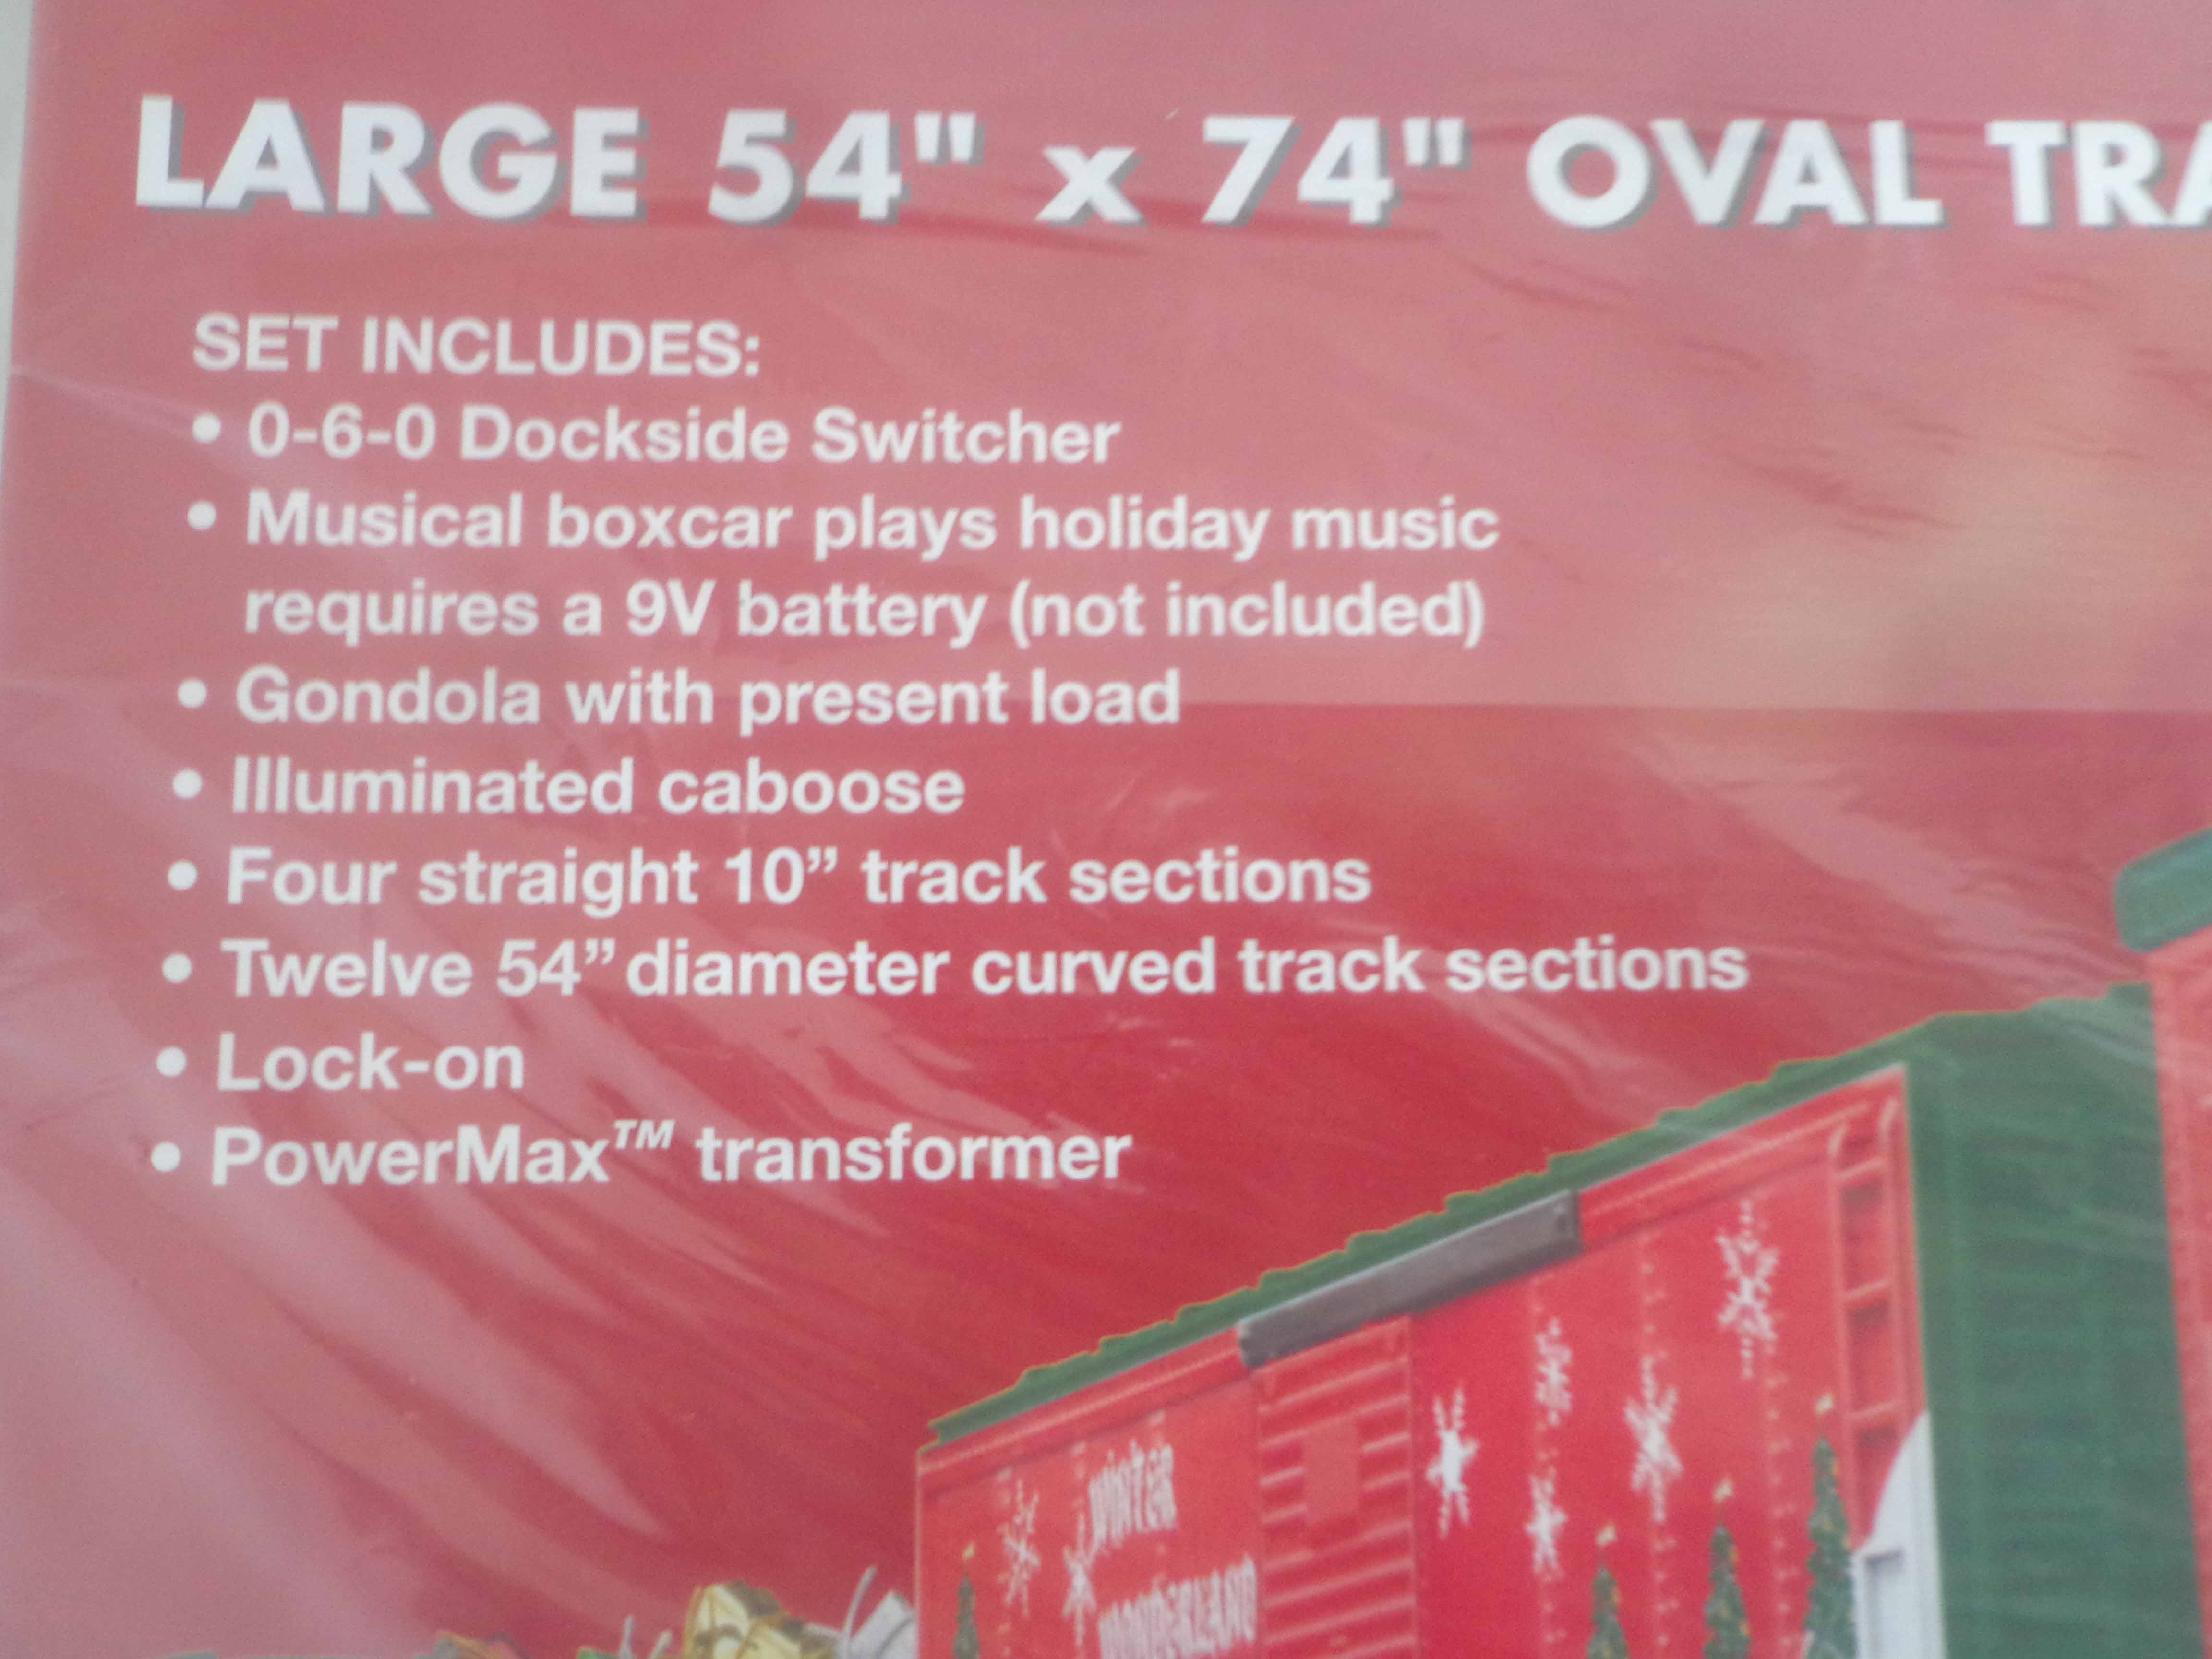 LARGE 54" x 74" OVAL TRA
SET INCLUDES:
• 0-6-0 Dockside Switcher
• Musical boxcar plays holiday music
requires a 9V battery (not included)
• Gondola with present load
• Illuminated caboose
• Four straight 10” track sections
• Twelve 54” diameter curved track sections
• Lock-on
• PowerMax™ transformer
WINTER
WONDERLAND